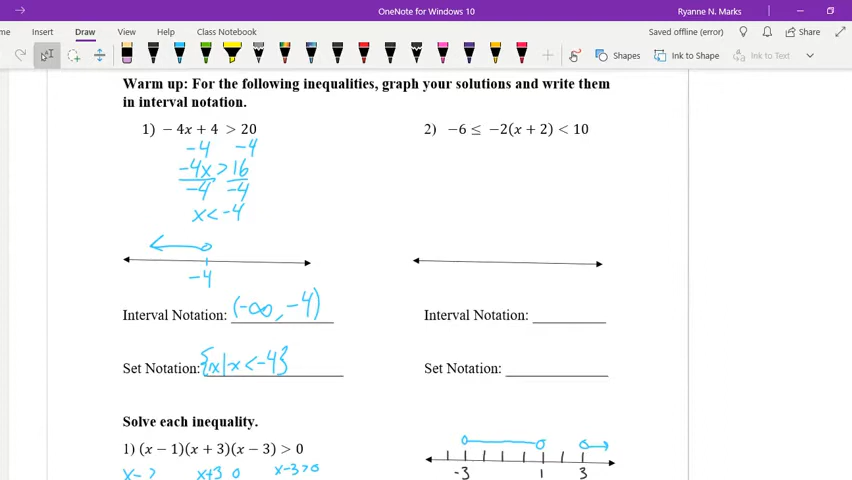 OneNote for Windows 10
Ryanne N. Marks
Insert Draw View Help Class Notebook
Saved offline (error) Share
Shapes Ink to Shape Ink to Text
Warm up: For the following inequalities, graph your solutions and write them
in interval notation.
1) − 4x + 4 > 20
-4 -4
-4x > 16
-4 -4
x < -4
-4
Interval Notation: (-∞, -4)
Set Notation: {x|x < -4}
2) −6 ≤ −2(x + 2) < 10
Interval Notation:
Set Notation:
Solve each inequality.
1) (x − 1)(x + 3)(x − 3) > 0
-3 1 3
x+3 0 x-3>0